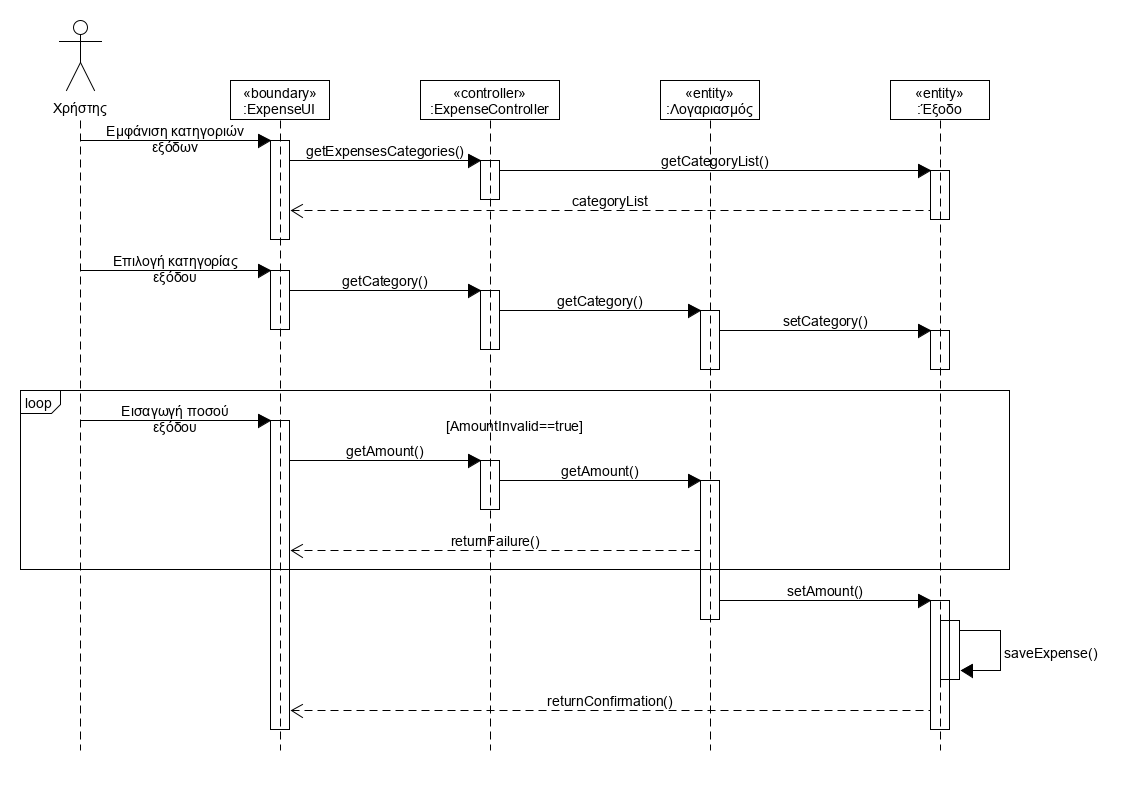 Χρήστης
«boundary»
:ExpenseUI
«controller»
:ExpenseController
«entity»
:Λογαριασμός
«entity»
:Έξοδο
Εμφάνιση κατηγοριών
εξόδων
getExpensesCategories()
getCategoryList()
categoryList
Επιλογή κατηγορίας
εξόδου
getCategory()
getCategory()
setCategory()
loop
Εισαγωγή ποσού
εξόδου
[AmountInvalid==true]
getAmount()
getAmount()
returnFailure()
setAmount()
saveExpense()
returnConfirmation()